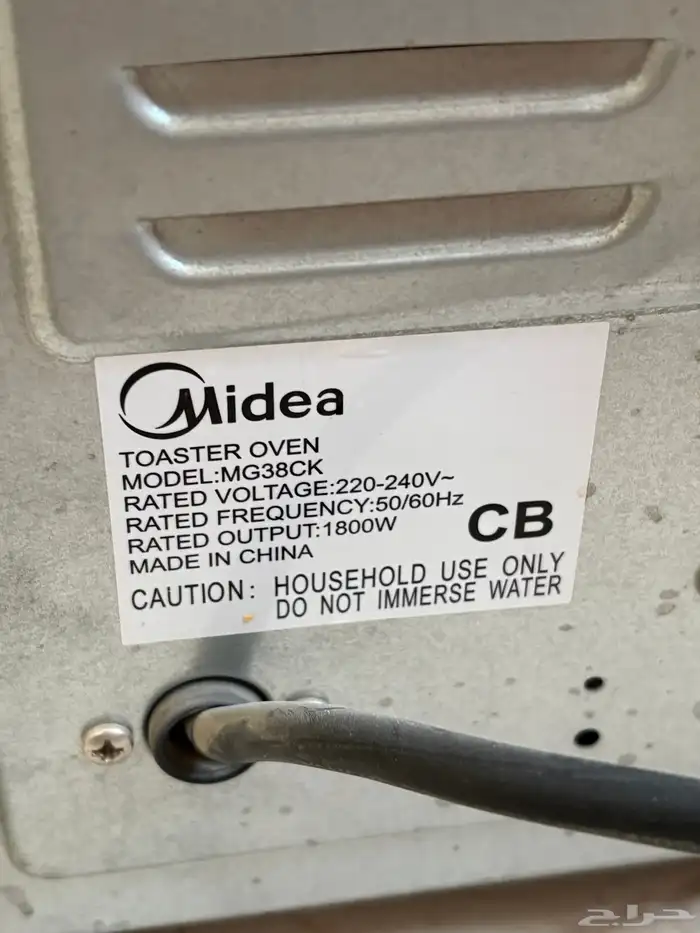 Midea
TOASTER OVEN
MODEL:MG38CK
RATED VOLTAGE:220-240V~
RATED FREQUENCY:50/60Hz
RATED OUTPUT:1800W
MADE IN CHINA
CB
CAUTION: HOUSEHOLD USE ONLY
DO NOT IMMERSE WATER
حراج